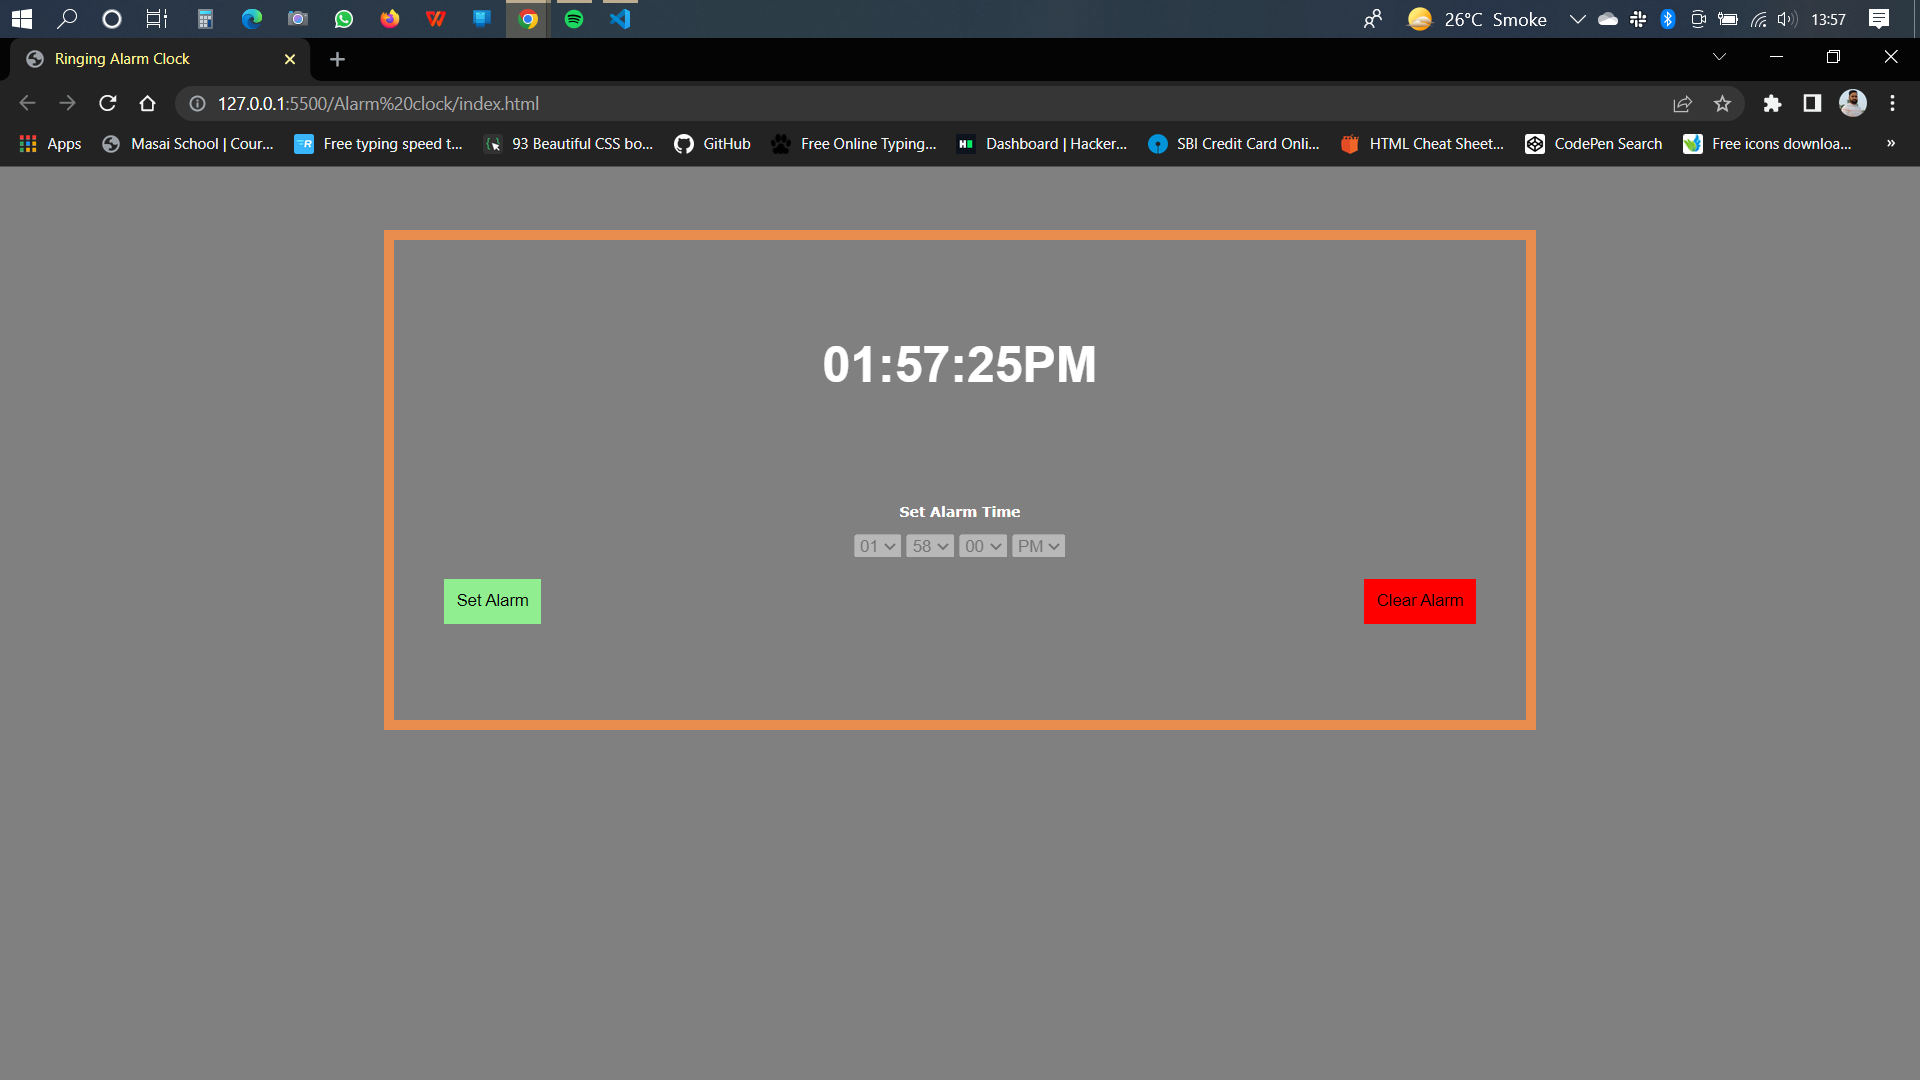 26°C Smoke
13:57
Ringing Alarm Clock
127.0.0.1:5500/Alarm%20clock/index.html
Apps
Masai School | Cour...
Free typing speed t...
93 Beautiful CSS bo...
GitHub
Free Online Typing...
Dashboard | Hacker...
SBI Credit Card Onli...
HTML Cheat Sheet...
CodePen Search
Free icons downloa...
»
01:57:25PM
Set Alarm Time
01 58 00 PM
Set Alarm
Clear Alarm